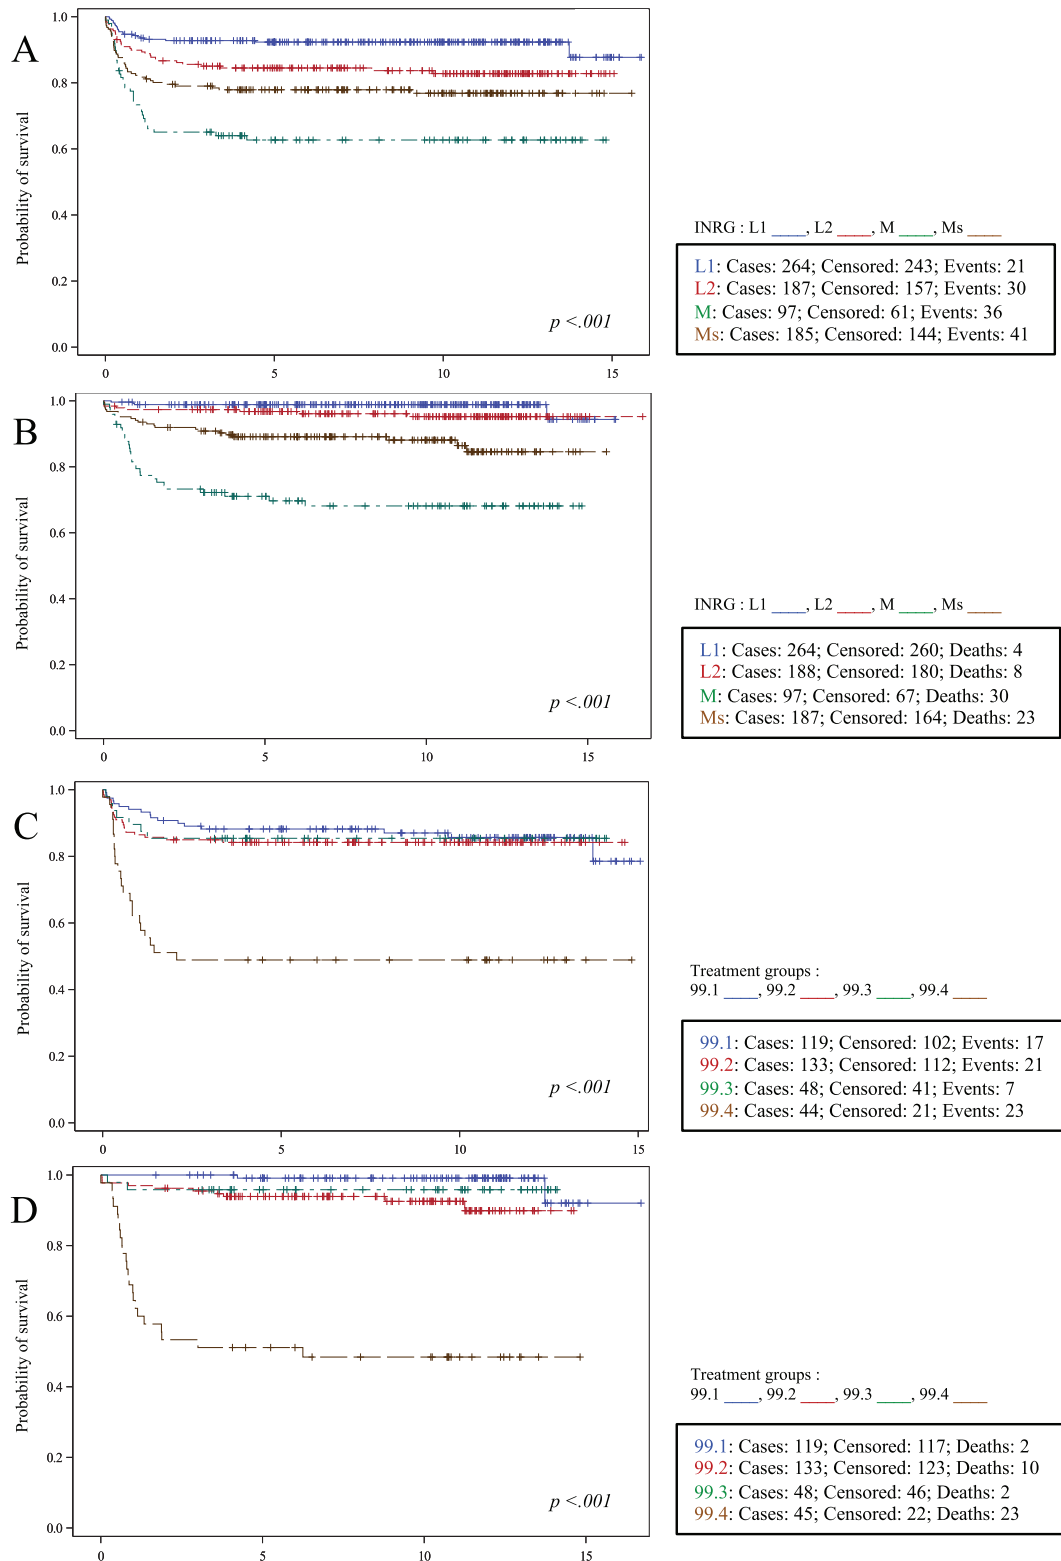 A
Probability of survival
1.0
0.8
0.6
0.4
0.2
0.0
0 5 10 15
p <.001
INRG : L1 ____, L2 ____, M ____, Ms ____
L1: Cases: 264; Censored: 243; Events: 21
L2: Cases: 187; Censored: 157; Events: 30
M: Cases: 97; Censored: 61; Events: 36
Ms: Cases: 185; Censored: 144; Events: 41
B
Probability of survival
1.0
0.8
0.6
0.4
0.2
0.0
0 5 10 15
p <.001
INRG : L1 ____, L2 ____, M ____, Ms ____
L1: Cases: 264; Censored: 260; Deaths: 4
L2: Cases: 188; Censored: 180; Deaths: 8
M: Cases: 97; Censored: 67; Deaths: 30
Ms: Cases: 187; Censored: 164; Deaths: 23
C
Probability of survival
1.0
0.8
0.6
0.4
0.2
0.0
0 5 10 15
p <.001
Treatment groups :
99.1 ____, 99.2 ____, 99.3 ____, 99.4 ____
99.1: Cases: 119; Censored: 102; Events: 17
99.2: Cases: 133; Censored: 112; Events: 21
99.3: Cases: 48; Censored: 41; Events: 7
99.4: Cases: 44; Censored: 21; Events: 23
D
Probability of survival
1.0
0.8
0.6
0.4
0.2
0.0
0 5 10 15
p <.001
Treatment groups :
99.1 ____, 99.2 ____, 99.3 ____, 99.4 ____
99.1: Cases: 119; Censored: 117; Deaths: 2
99.2: Cases: 133; Censored: 123; Deaths: 10
99.3: Cases: 48; Censored: 46; Deaths: 2
99.4: Cases: 45; Censored: 22; Deaths: 23